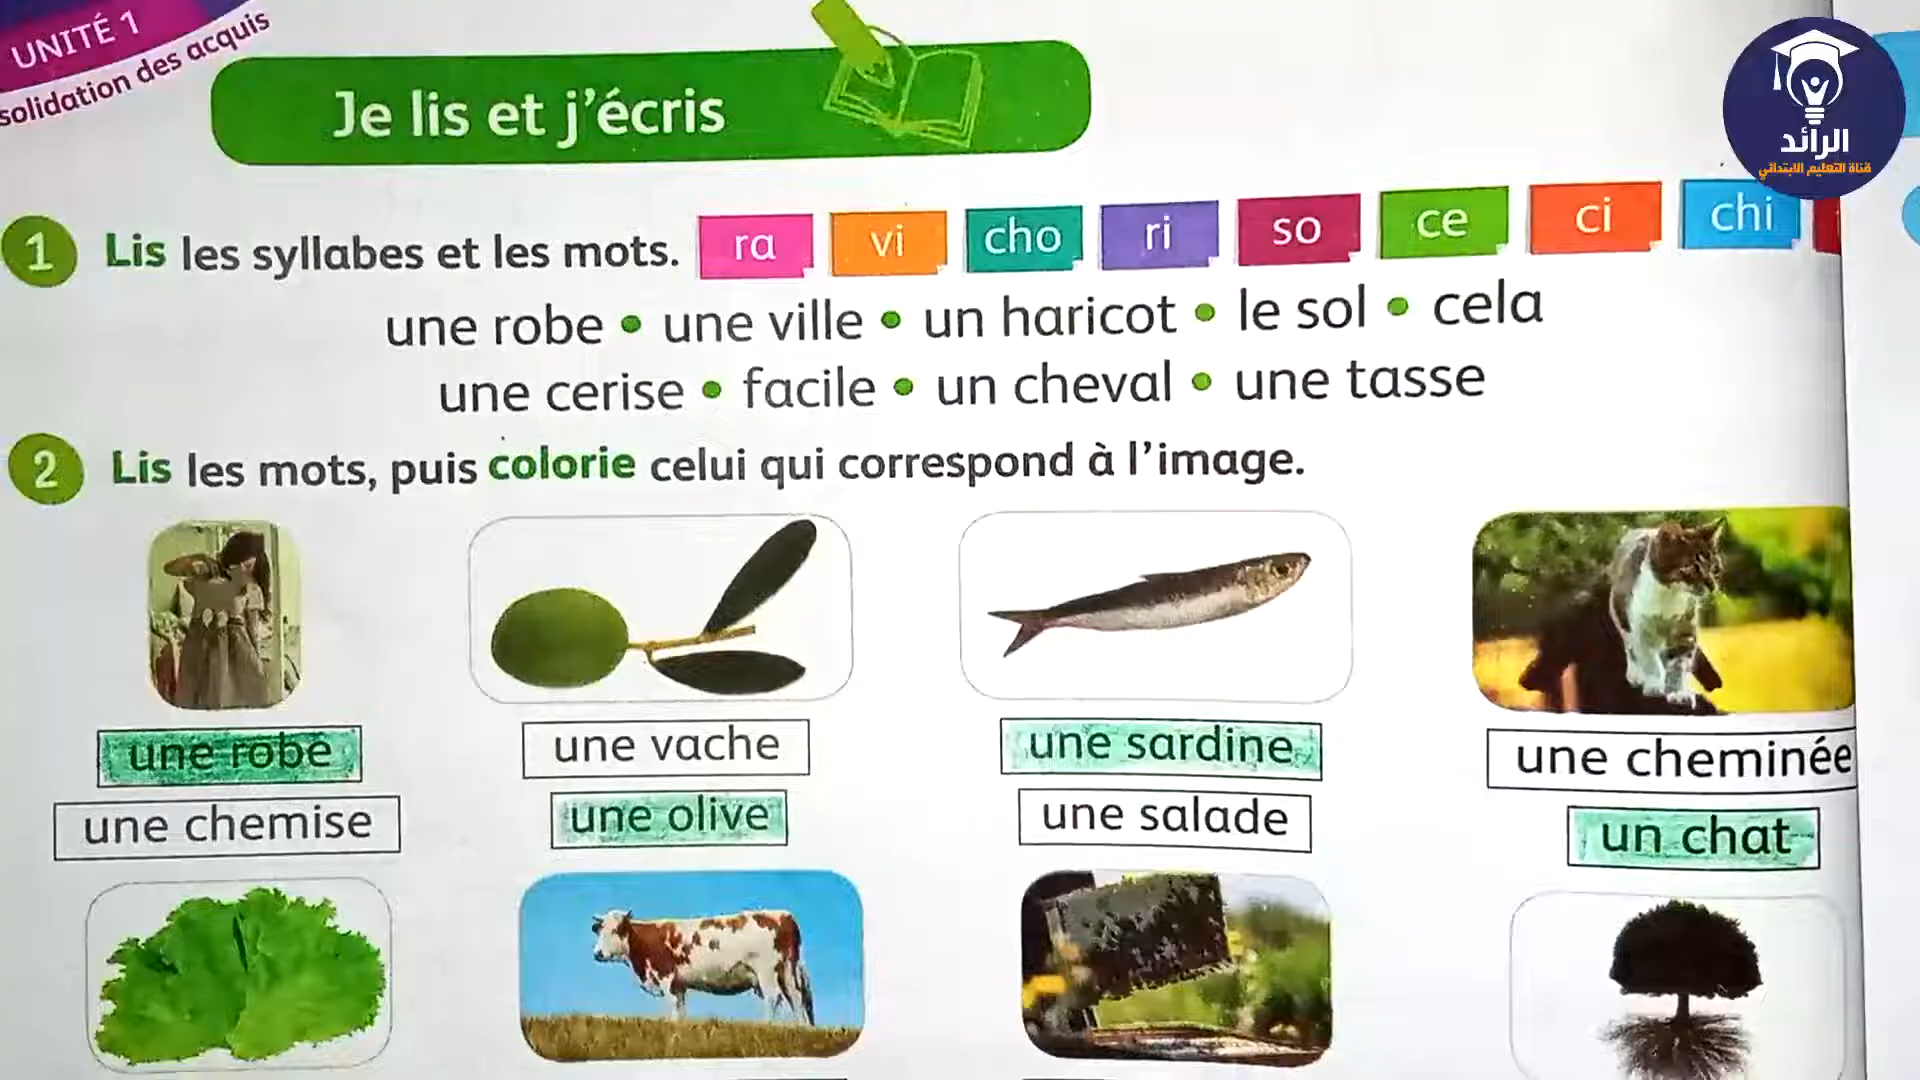 UNITÉ 1
solidation des acquis
Je lis et j'écris
الرائد
قناة التعليم الابتدائي
1 Lis les syllabes et les mots. ra vi cho ri so ce ci chi
une robe • une ville • un haricot • le sol • cela
une cerise • facile • un cheval • une tasse
2 Lis les mots, puis colorie celui qui correspond à l'image.
une robe une vache une sardine une cheminée
une chemise une olive une salade un chat